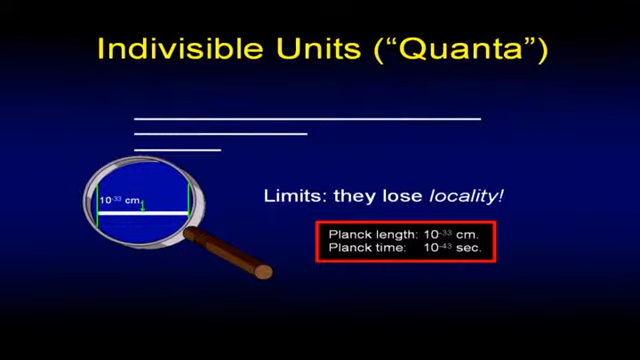 Indivisible Units (“Quanta”)
10⁻³³ cm.
Limits: they lose locality!
Planck length: 10⁻³³ cm.
Planck time: 10⁻⁴³ sec.